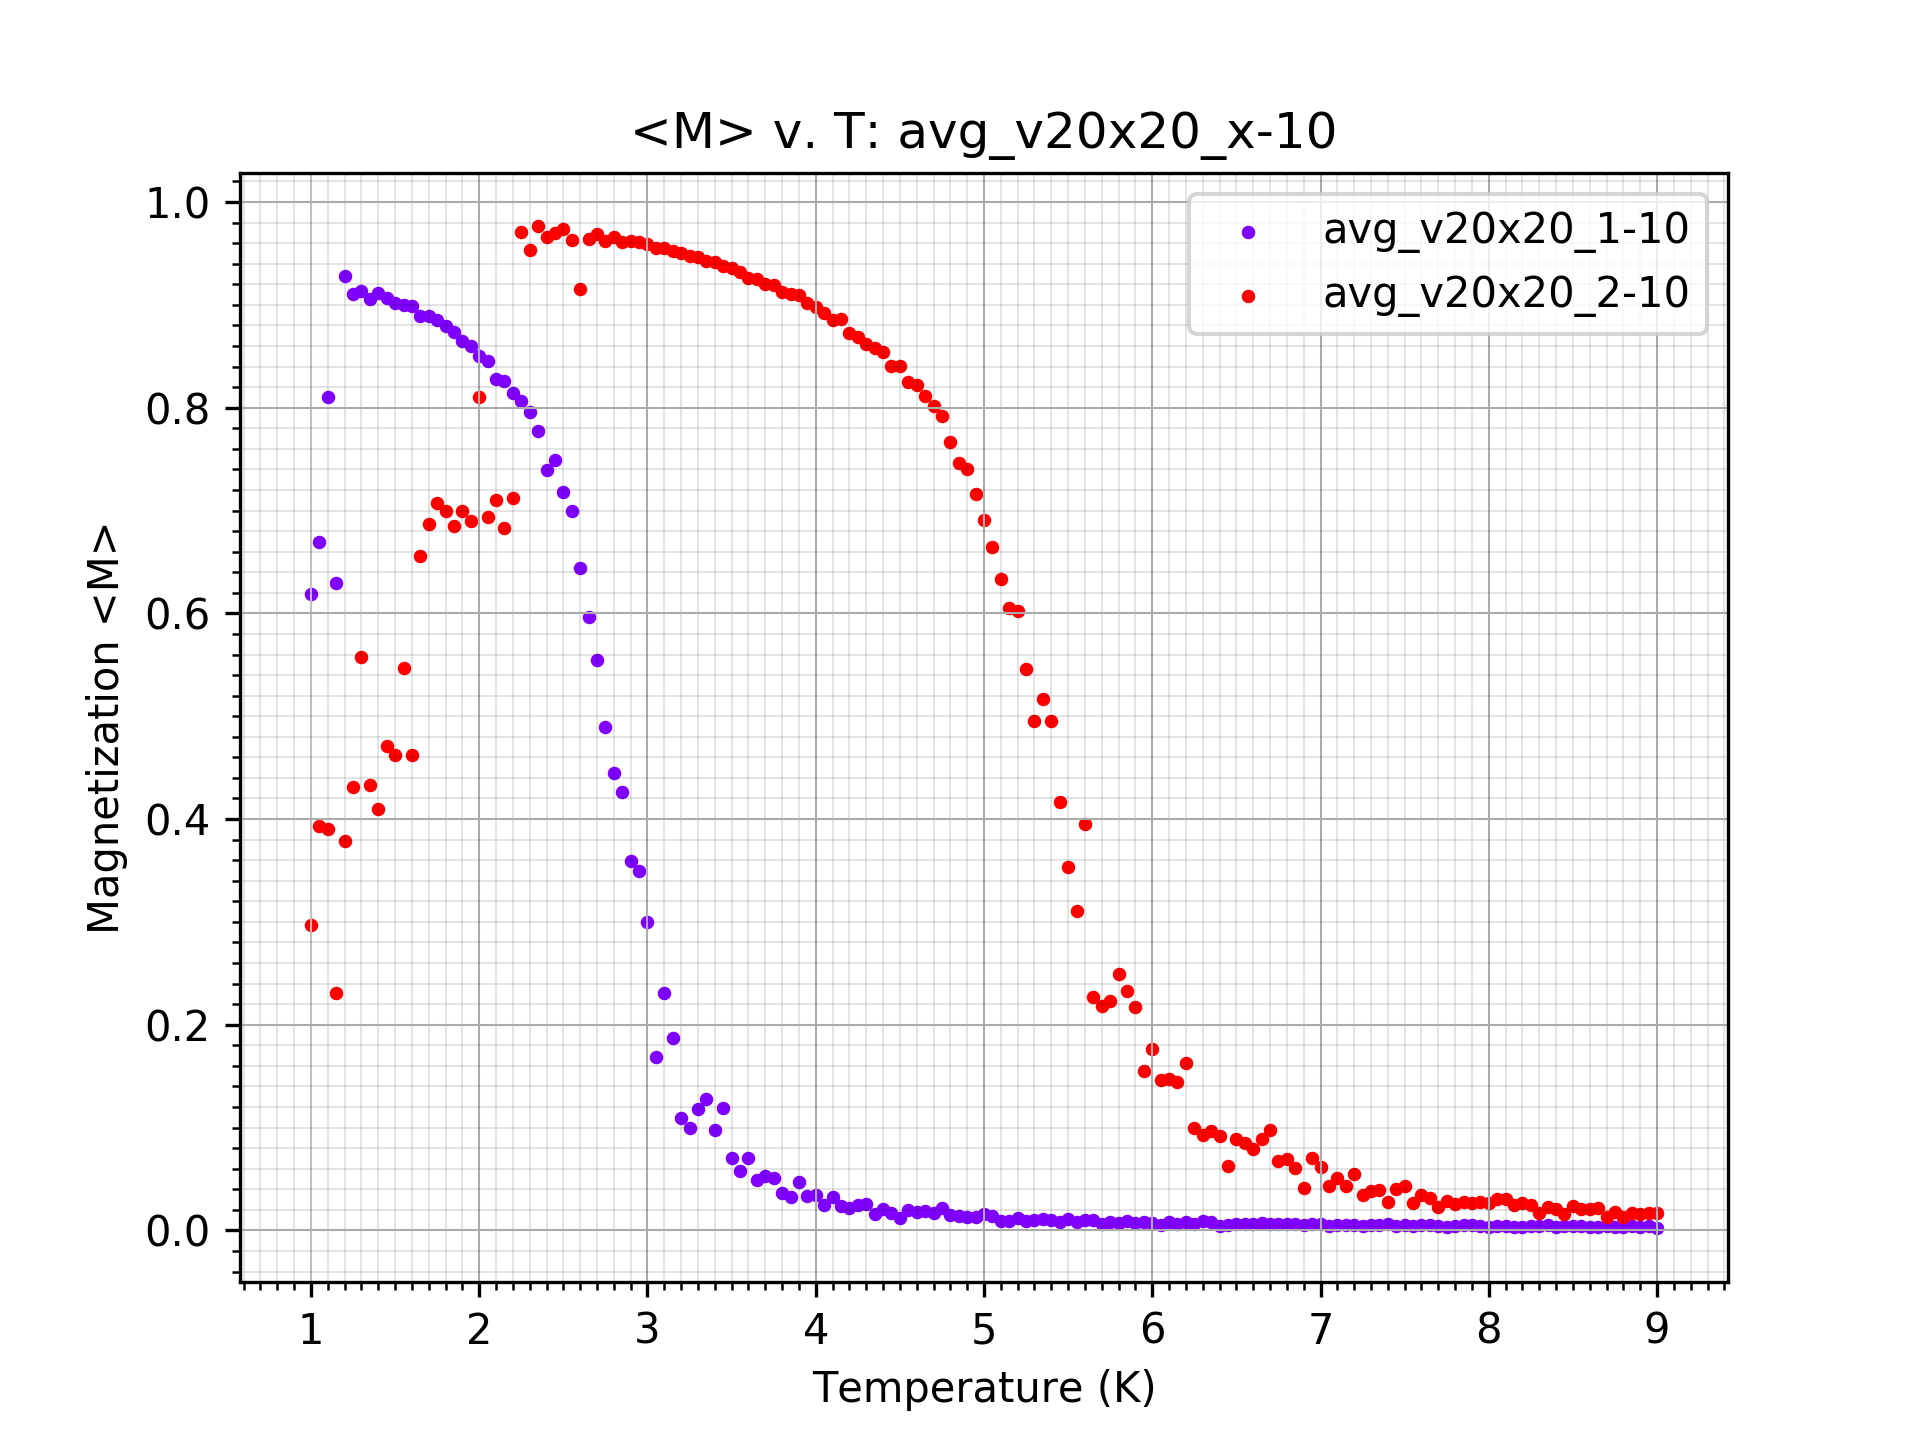 <M> v. T: avg_v20x20_x-10
avg_v20x20_1-10
avg_v20x20_2-10
1.0
0.8
0.6
0.4
0.2
0.0
Magnetization <M>
1 2 3 4 5 6 7 8 9
Temperature (K)